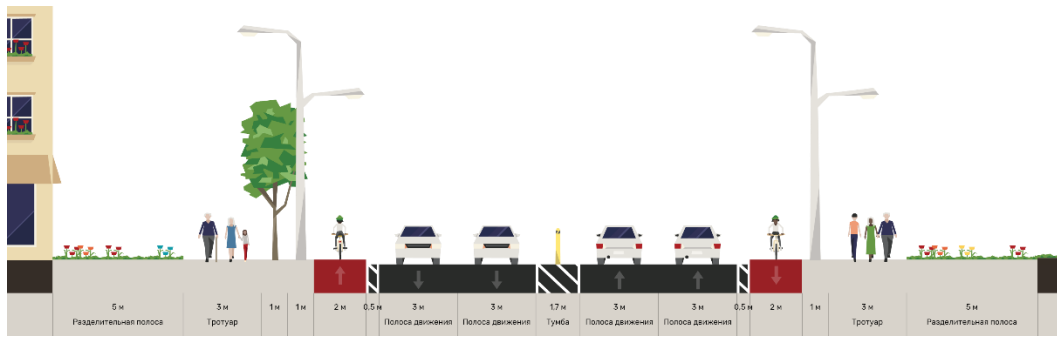 5 м 3 м 1 м 1 м 2 м 0.5 м 3 м 3 м 1.7 м 3 м 3 м 0.5 м 2 м 1 м 3 м 5 м
Разделительная полоса Тротуар Полоса движения Полоса движения Тумба Полоса движения Полоса движения Тротуар Разделительная полоса